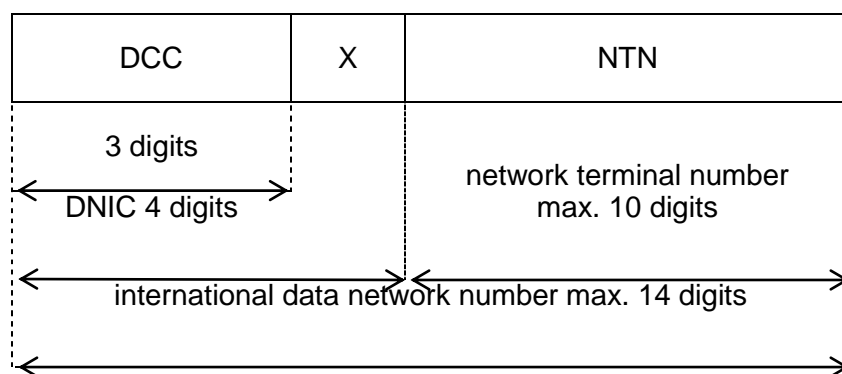 DCC X NTN
3 digits
network terminal number
max. 10 digits
DNIC 4 digits
international data network number max. 14 digits